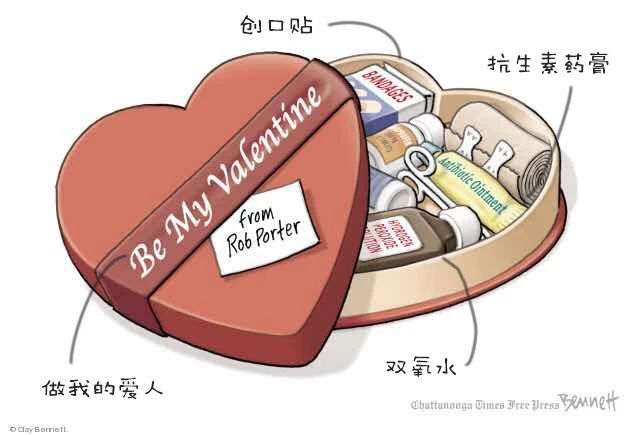 创口贴
抗生素药膏
BANDAGES
Antibiotic Ointment
Be My Valentine
from
Rob Porter
HYDROGEN
PEROXIDE
SOLUTION
双氧水
做我的爱人
Chattanooga Times Free Press Bennett
© Clay Bennett.